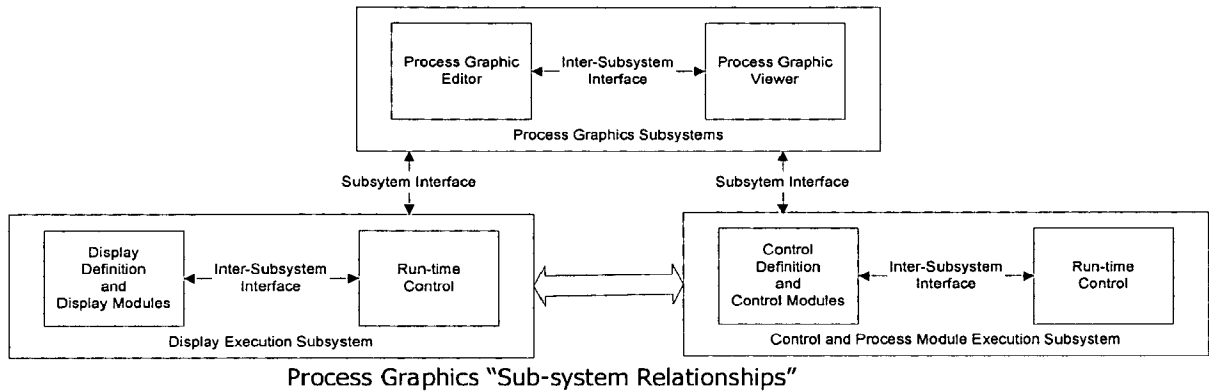 Process Graphic
Editor
Inter-Subsystem
Interface
Process Graphic
Viewer
Process Graphics Subsystems
Subsytem Interface
Subsytem Interface
Display
Definition
and
Display Modules
Inter-Subsystem
Interface
Run-time
Control
Display Execution Subsystem
Control
Definition
and
Control Modules
Inter-Subsystem
Interface
Run-time
Control
Control and Process Module Execution Subsystem
Process Graphics “Sub-system Relationships”